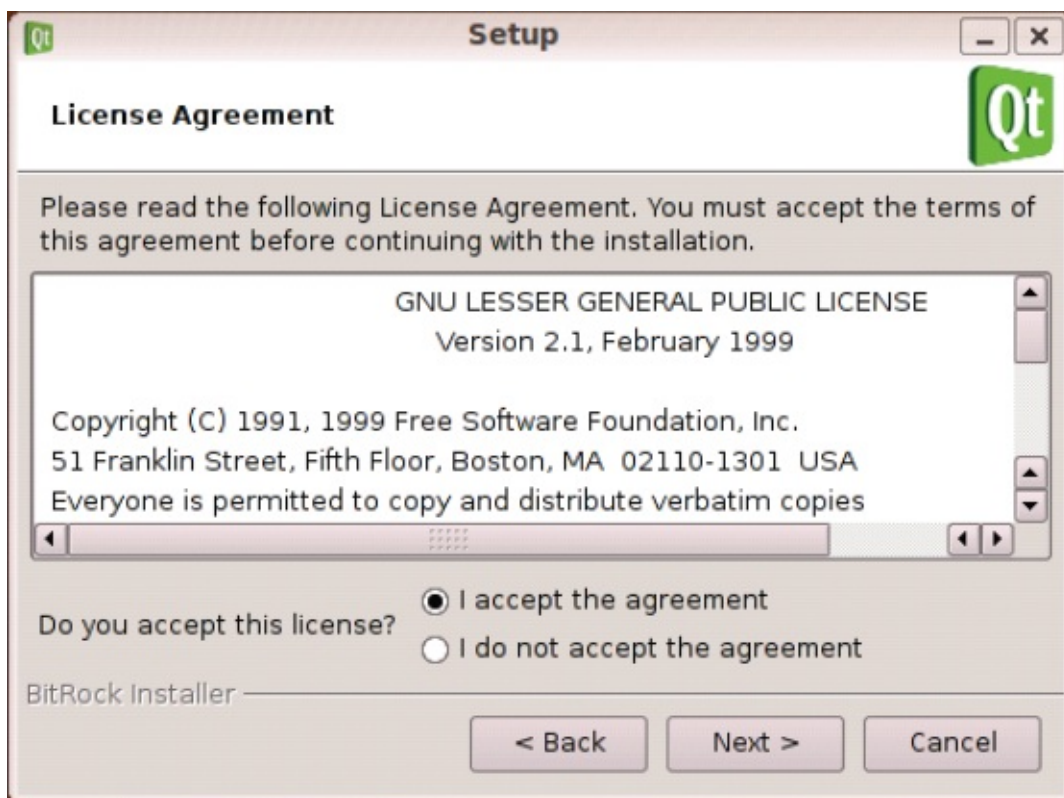 Qt
Setup
License Agreement
Qt
Please read the following License Agreement. You must accept the terms of
this agreement before continuing with the installation.
GNU LESSER GENERAL PUBLIC LICENSE
Version 2.1, February 1999
Copyright (C) 1991, 1999 Free Software Foundation, Inc.
51 Franklin Street, Fifth Floor, Boston, MA  02110-1301  USA
Everyone is permitted to copy and distribute verbatim copies
Do you accept this license?
I accept the agreement
I do not accept the agreement
BitRock Installer
< Back
Next >
Cancel